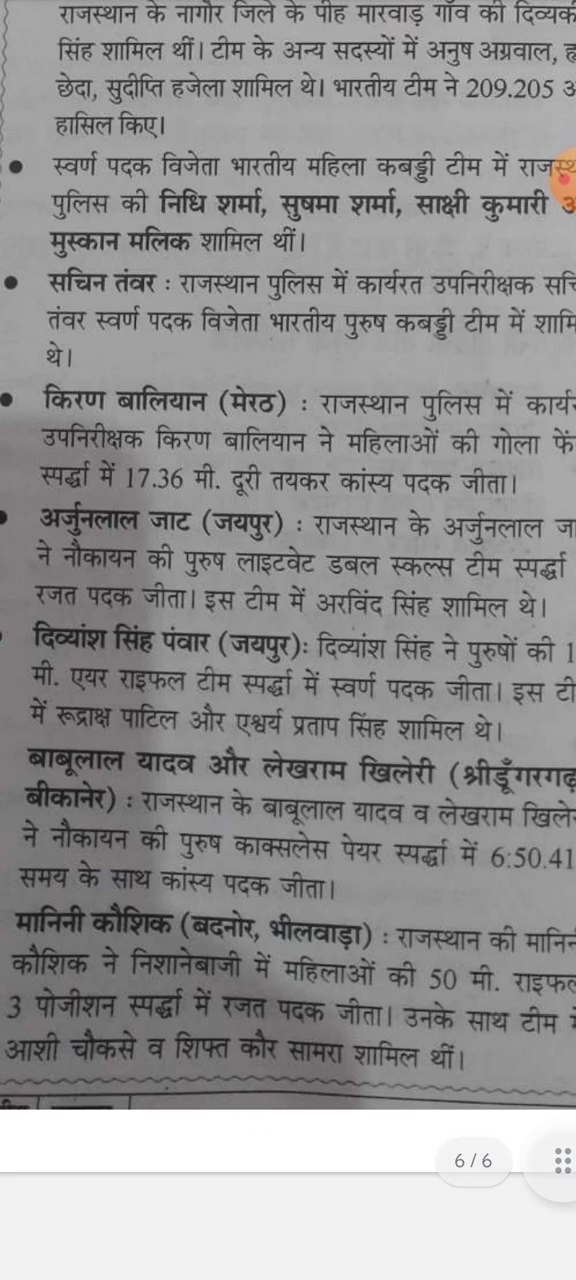 राजस्थान के नागौर जिले के पीह मारवाड़ गाँव की दिव्यकी
सिंह शामिल थीं। टीम के अन्य सदस्यों में अनुष अग्रवाल,
छेदा, सुदीप्ति हजेला शामिल थे। भारतीय टीम ने 209.205
हासिल किए।
• स्वर्ण पदक विजेता भारतीय महिला कबड्डी टीम में
पुलिस की निधि शर्मा, सुषमा शर्मा, साक्षी कुमारी
मुस्कान मलिक शामिल थीं।
• सचिन तंवर : राजस्थान पुलिस में कार्यरत उपनिरीक्षक
तंवर स्वर्ण पदक विजेता भारतीय पुरुष कबड्डी टीम में
थे।
• किरण बालियान (मेरठ) : राजस्थान पुलिस में
उपनिरीक्षक किरण बालियान ने महिलाओं की गोला
स्पर्द्धा में 17.36 मी. दूरी तयकर कांस्य पदक जीता।
• अर्जुनलाल जाट (जयपुर) : राजस्थान के अर्जुनलाल
ने नौकायन की पुरुष लाइटवेट डबल स्कल्स टीम स्पर्द्धा
रजत पदक जीता। इस टीम में अरविंद सिंह शामिल थे।
दिव्यांश सिंह पंवार (जयपुर): दिव्यांश सिंह ने पुरुषों की
मी. एयर राइफल टीम स्पर्द्धा में स्वर्ण पदक जीता। इस
में रूद्राक्ष पाटिल और एश्वर्य प्रताप सिंह शामिल थे।
बाबूलाल यादव और लेखराम खिलेरी (श्रीडूँगरगढ़
बीकानेर) : राजस्थान के बाबूलाल यादव व लेखराम
ने नौकायन की पुरुष काक्सलेस पेयर स्पर्द्धा में 6:50.41
समय के साथ कांस्य पदक जीता।
मानिनी कौशिक (बदनोर, भीलवाड़ा) : राजस्थान की
कौशिक ने निशानेबाजी में महिलाओं की 50 मी.
3 पोजीशन स्पर्द्धा में रजत पदक जीता। उनके साथ टीम
आशी चौकसे व शिफ्त कौर सामरा शामिल थीं।
6 / 6